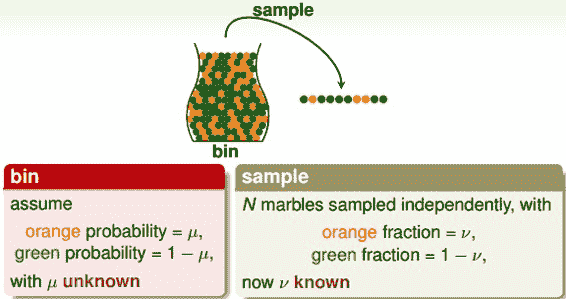 sample
bin
bin
assume
orange probability = μ,
green probability = 1 − μ,
with μ unknown
sample
N marbles sampled independently, with
orange fraction = ν,
green fraction = 1 − ν,
now ν known